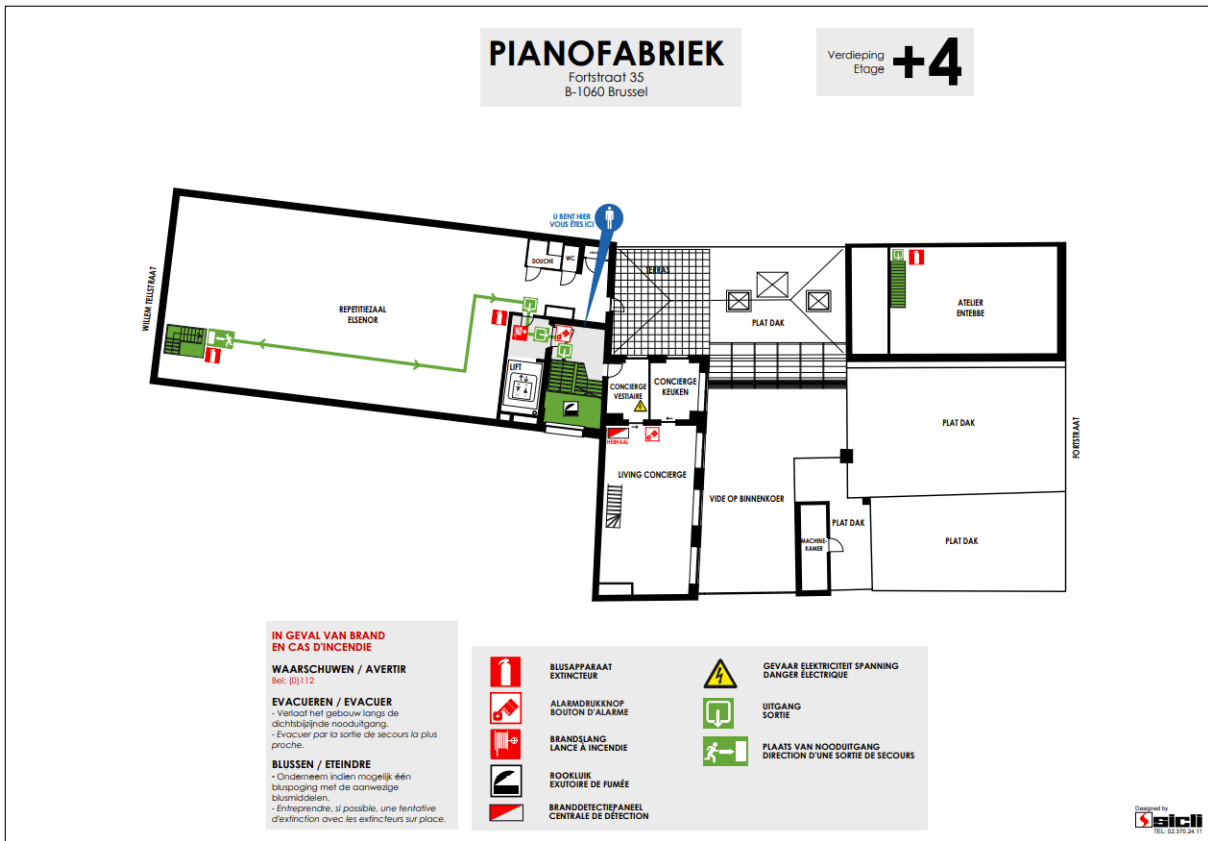 PIANOFABRIEK
Fortstraat 35
B-1060 Brussel
Verdieping
Etage
+4
U BENT HIER
VOUS ÊTES ICI
WILLEM TELLSTRAAT
REPETITIEZAAL
ELSENOR
DOUCHE
WC
TERRAS
PLAT DAK
ATELIER
ENTEBBE
LIFT
CONCIERGE
VESTIAIRE
CONCIERGE
KEUKEN
HERHAAL
LIVING CONCIERGE
VIDE OP BINNENKOER
MACHINE-
KAMER
PLAT DAK
PLAT DAK
PLAT DAK
FORTSTRAAT
IN GEVAL VAN BRAND
EN CAS D'INCENDIE
WAARSCHUWEN / AVERTIR
Bel: (0)112
EVACUEREN / EVACUER
- Verlaat het gebouw langs de
dichtsbijzijnde nooduitgang.
- Evacuer par la sortie de secours la plus
proche.
BLUSSEN / ETEINDRE
- Onderneem indien mogelijk één
bluspoging met de aanwezige
blusmiddelen.
- Entreprendre, si possible, une tentative
d'extinction avec les extincteurs sur place.
BLUSAPPARAAT
EXTINCTEUR
ALARMDRUKKNOP
BOUTON D'ALARME
BRANDSLANG
LANCE À INCENDIE
ROOKLUIK
EXUTOIRE DE FUMÉE
BRANDDETECTIEPANEEL
CENTRALE DE DÉTECTION
GEVAAR ELEKTRICITEIT SPANNING
DANGER ÉLECTRIQUE
UITGANG
SORTIE
PLAATS VAN NOODUITGANG
DIRECTION D'UNE SORTIE DE SECOURS
Designed by
sicli
TEL: 02.370.24.11